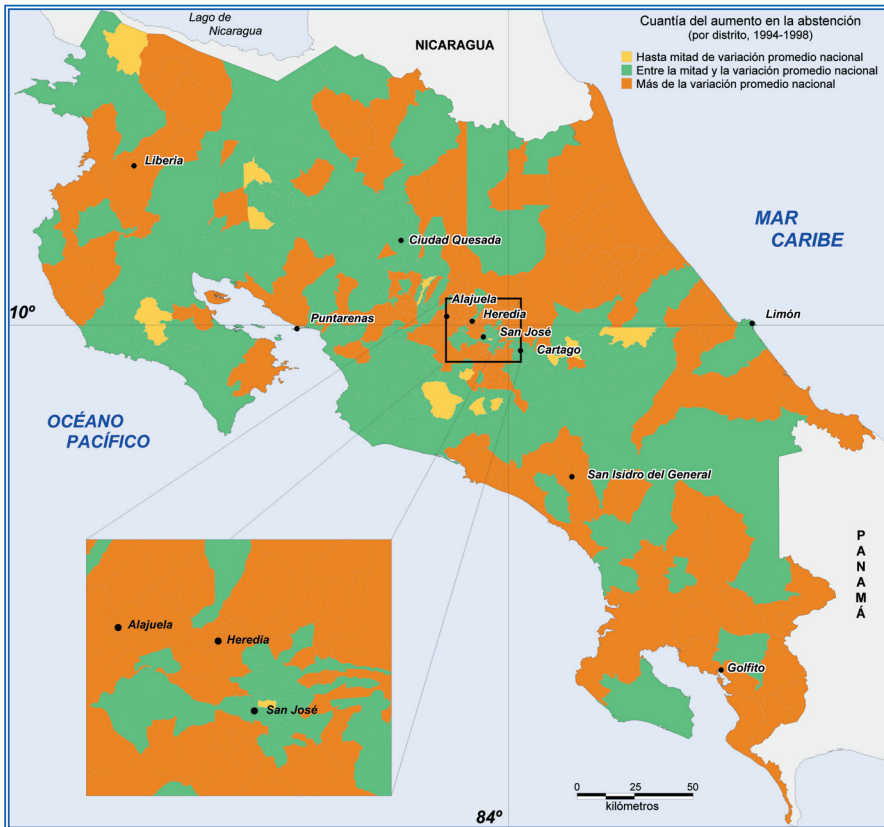 Lago de
Nicaragua
NICARAGUA
Cuantía del aumento en la abstención
(por distrito, 1994-1998)
Hasta mitad de variación promedio nacional
Entre la mitad y la variación promedio nacional
Más de la variación promedio nacional
Liberia
MAR
CARIBE
Ciudad Quesada
10º
Alajuela
Puntarenas
Heredia
Limón
San José
Cartago
OCÉANO
PACÍFICO
San Isidro del General
PANAMÁ
Alajuela
Heredia
Golfito
San José
0 25 50
kilómetros
84º